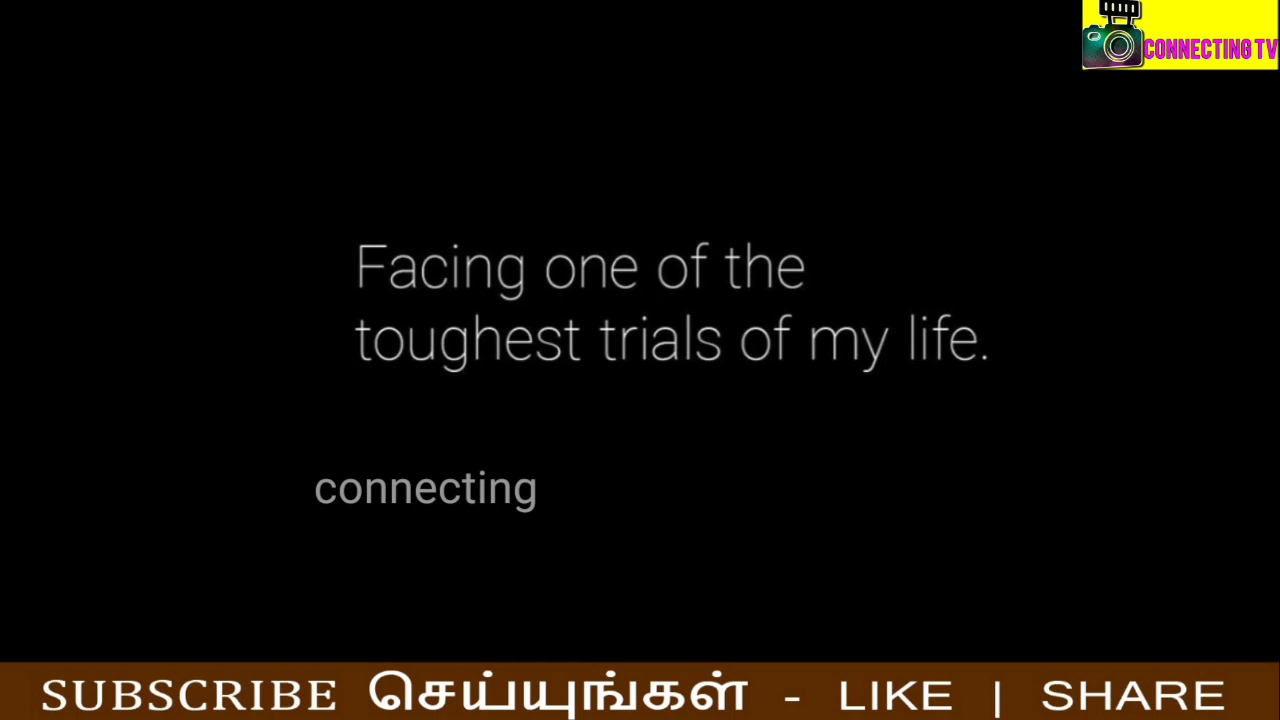 CONNECTING TV
Facing one of the
toughest trials of my life.
connecting
SUBSCRIBE செய்யுங்கள் - LIKE | SHARE